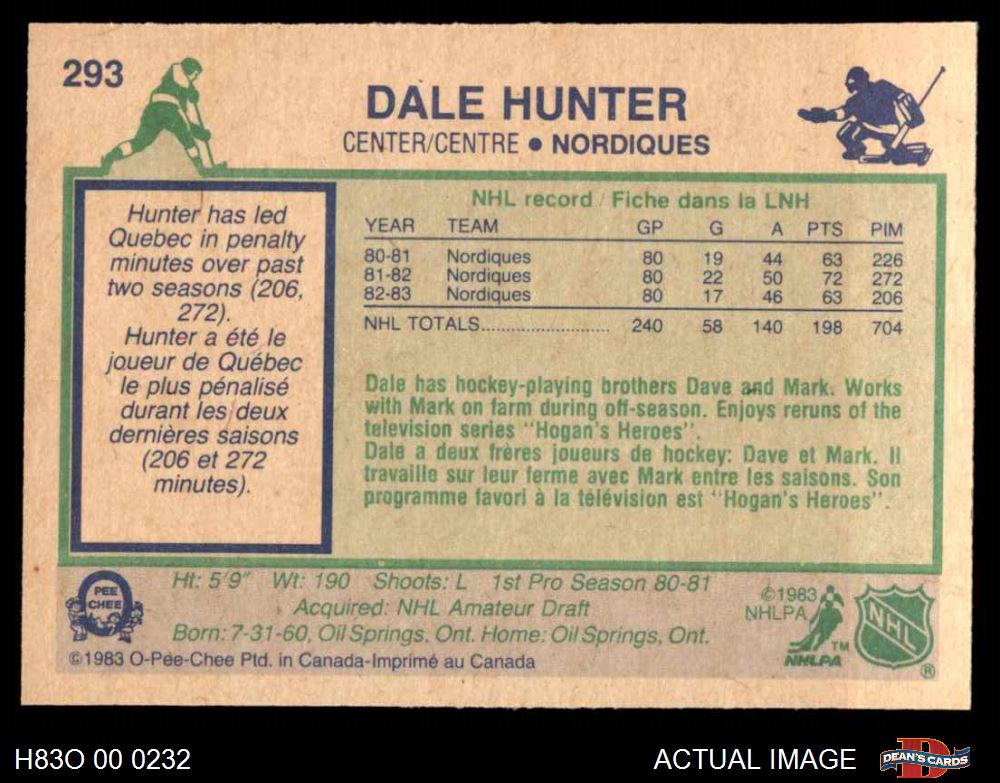 293
DALE HUNTER
CENTER/CENTRE • NORDIQUES
Hunter has led
Quebec in penalty
minutes over past
two seasons (206,
272).
Hunter a été le
joueur de Québec
le plus pénalisé
durant les deux
dernières saisons
(206 et 272
minutes).
NHL record / Fiche dans la LNH
YEAR TEAM GP G A PTS PIM
80-81 Nordiques 80 19 44 63 226
81-82 Nordiques 80 22 50 72 272
82-83 Nordiques 80 17 46 63 206
NHL TOTALS............................ 240 58 140 198 704
Dale has hockey-playing brothers Dave and Mark. Works
with Mark on farm during off-season. Enjoys reruns of the
television series "Hogan's Heroes".
Dale a deux frères joueurs de hockey: Dave et Mark. Il
travaille sur leur ferme avec Mark entre les saisons. Son
programme favori à la télévision est "Hogan's Heroes".
PEE
CHEE
Ht: 5'9" Wt: 190 Shoots: L 1st Pro Season 80-81
Acquired: NHL Amateur Draft
Born: 7-31-60, Oil Springs, Ont. Home: Oil Springs, Ont.
©1983 O-Pee-Chee Ptd. in Canada-Imprimé au Canada
©1983
NHLPA
TM
NHLPA
NHL
®
H83O 00 0232
ACTUAL IMAGE
DEAN'S CARDS